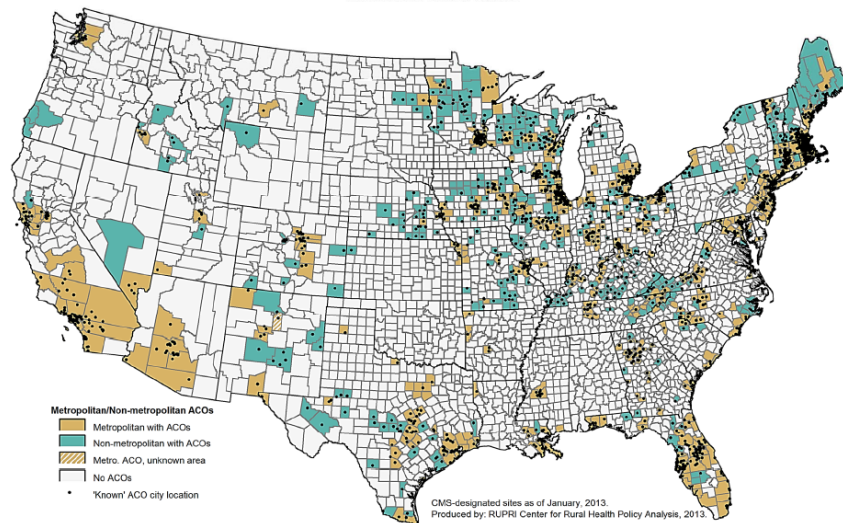 Metropolitan/Non-metropolitan ACOs
Metropolitan with ACOs
Non-metropolitan with ACOs
Metro. ACO, unknown area
No ACOs
'Known' ACO city location
CMS-designated sites as of January, 2013.
Produced by: RUPRI Center for Rural Health Policy Analysis, 2013.